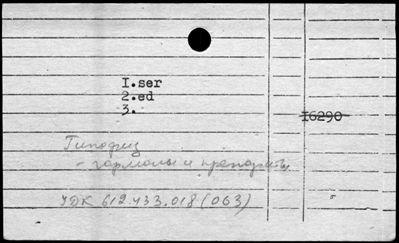 I.ser
2.ed
3.
16290
Гипофиз
- гормоны и препараты
УДК 612.433.018 (063)